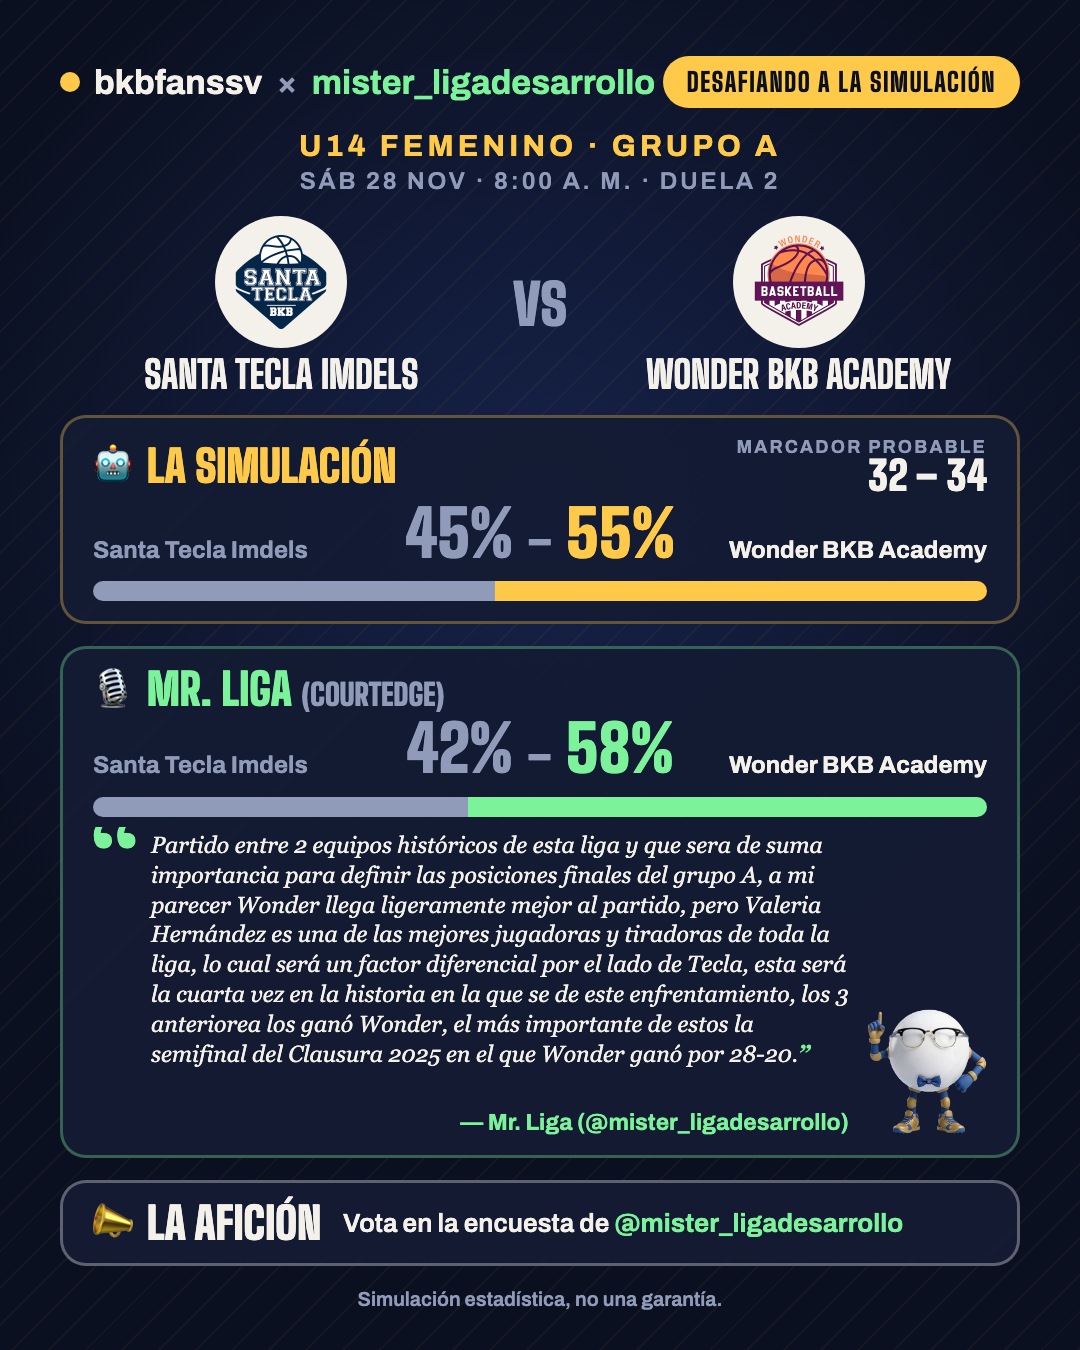 bkbfanssv × mister_ligadesarrollo DESAFIANDO A LA SIMULACIÓN
U14 FEMENINO · GRUPO A
SÁB 28 NOV · 8:00 A. M. · DUELA 2
SANTA
TECLA
BKB
VS
WONDER
BASKETBALL
ACADEMY
SANTA TECLA IMDELS
WONDER BKB ACADEMY
LA SIMULACIÓN
MARCADOR PROBABLE
32 – 34
Santa Tecla Imdels 45% – 55% Wonder BKB Academy
MR. LIGA (COURTEDGE)
Santa Tecla Imdels 42% – 58% Wonder BKB Academy
“Partido entre 2 equipos históricos de esta liga y que sera de suma
importancia para definir las posiciones finales del grupo A, a mi
parecer Wonder llega ligeramente mejor al partido, pero Valeria
Hernández es una de las mejores jugadoras y tiradoras de toda la
liga, lo cual será un factor diferencial por el lado de Tecla, esta será
la cuarta vez en la historia en la que se de este enfrentamiento, los 3
anteriorea los ganó Wonder, el más importante de estos la
semifinal del Clausura 2025 en el que Wonder ganó por 28-20.”
— Mr. Liga (@mister_ligadesarrollo)
LA AFICIÓN Vota en la encuesta de @mister_ligadesarrollo
Simulación estadística, no una garantía.